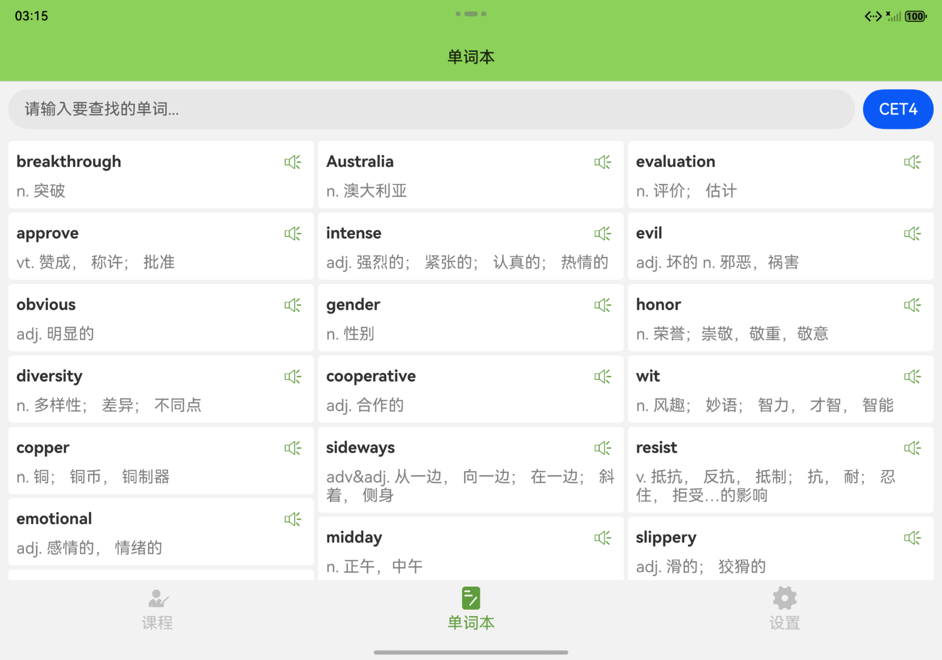 03:15
100
单词本
请输入要查找的单词...
CET4
breakthrough
n. 突破
Australia
n. 澳大利亚
evaluation
n. 评价； 估计
approve
vt. 赞成， 称许； 批准
intense
adj. 强烈的； 紧张的； 认真的； 热情的
evil
adj. 坏的 n. 邪恶，祸害
obvious
adj. 明显的
gender
n. 性别
honor
n. 荣誉；崇敬，敬重，敬意
diversity
n. 多样性； 差异； 不同点
cooperative
adj. 合作的
wit
n. 风趣； 妙语； 智力， 才智， 智能
copper
n. 铜； 铜币， 铜制器
sideways
adv&adj. 从一边， 向一边； 在一边； 斜
着， 侧身
resist
v. 抵抗， 反抗， 抵制； 抗， 耐； 忍
住， 拒受…的影响
emotional
adj. 感情的， 情绪的
midday
n. 正午，中午
slippery
adj. 滑的； 狡猾的
课程
单词本
设置